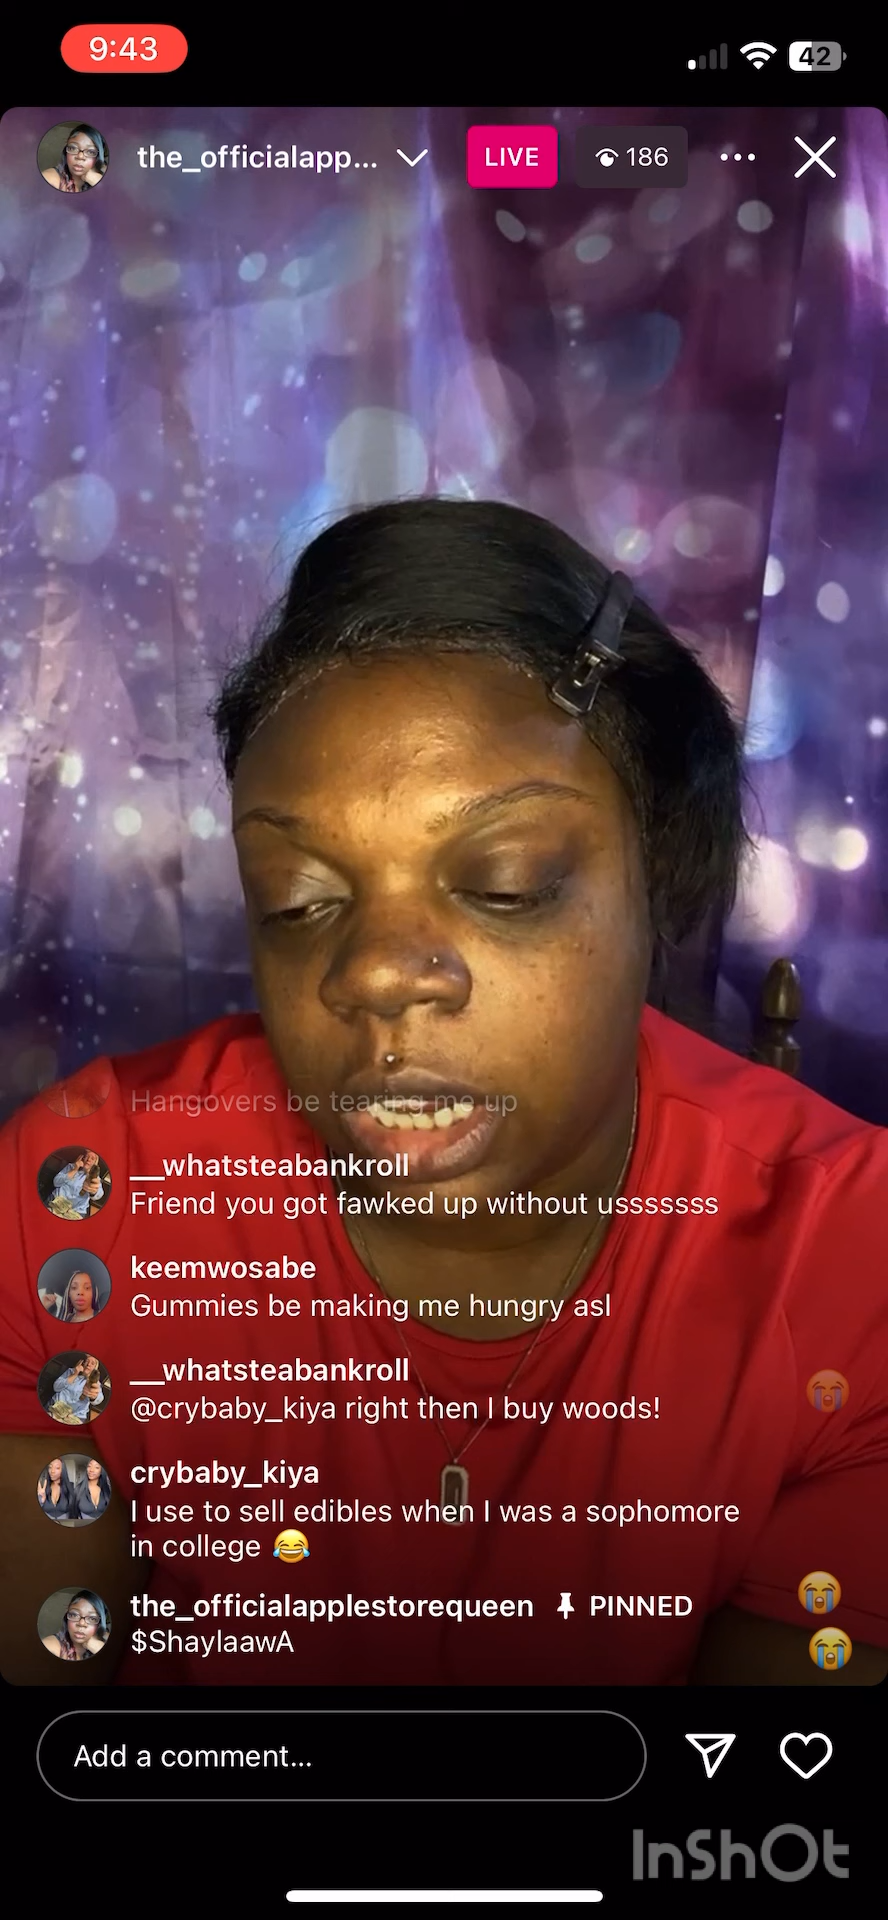 9:43
42
the_officialapp...
LIVE
186
Hangovers be tearing me up
__whatsteabankroll
Friend you got fawked up without usssssss
keemwosabe
Gummies be making me hungry asl
__whatsteabankroll
@crybaby_kiya right then I buy woods!
crybaby_kiya
I use to sell edibles when I was a sophomore
in college 😂
the_officialapplestorequeen PINNED
$ShaylaawA
Add a comment...
InShOt